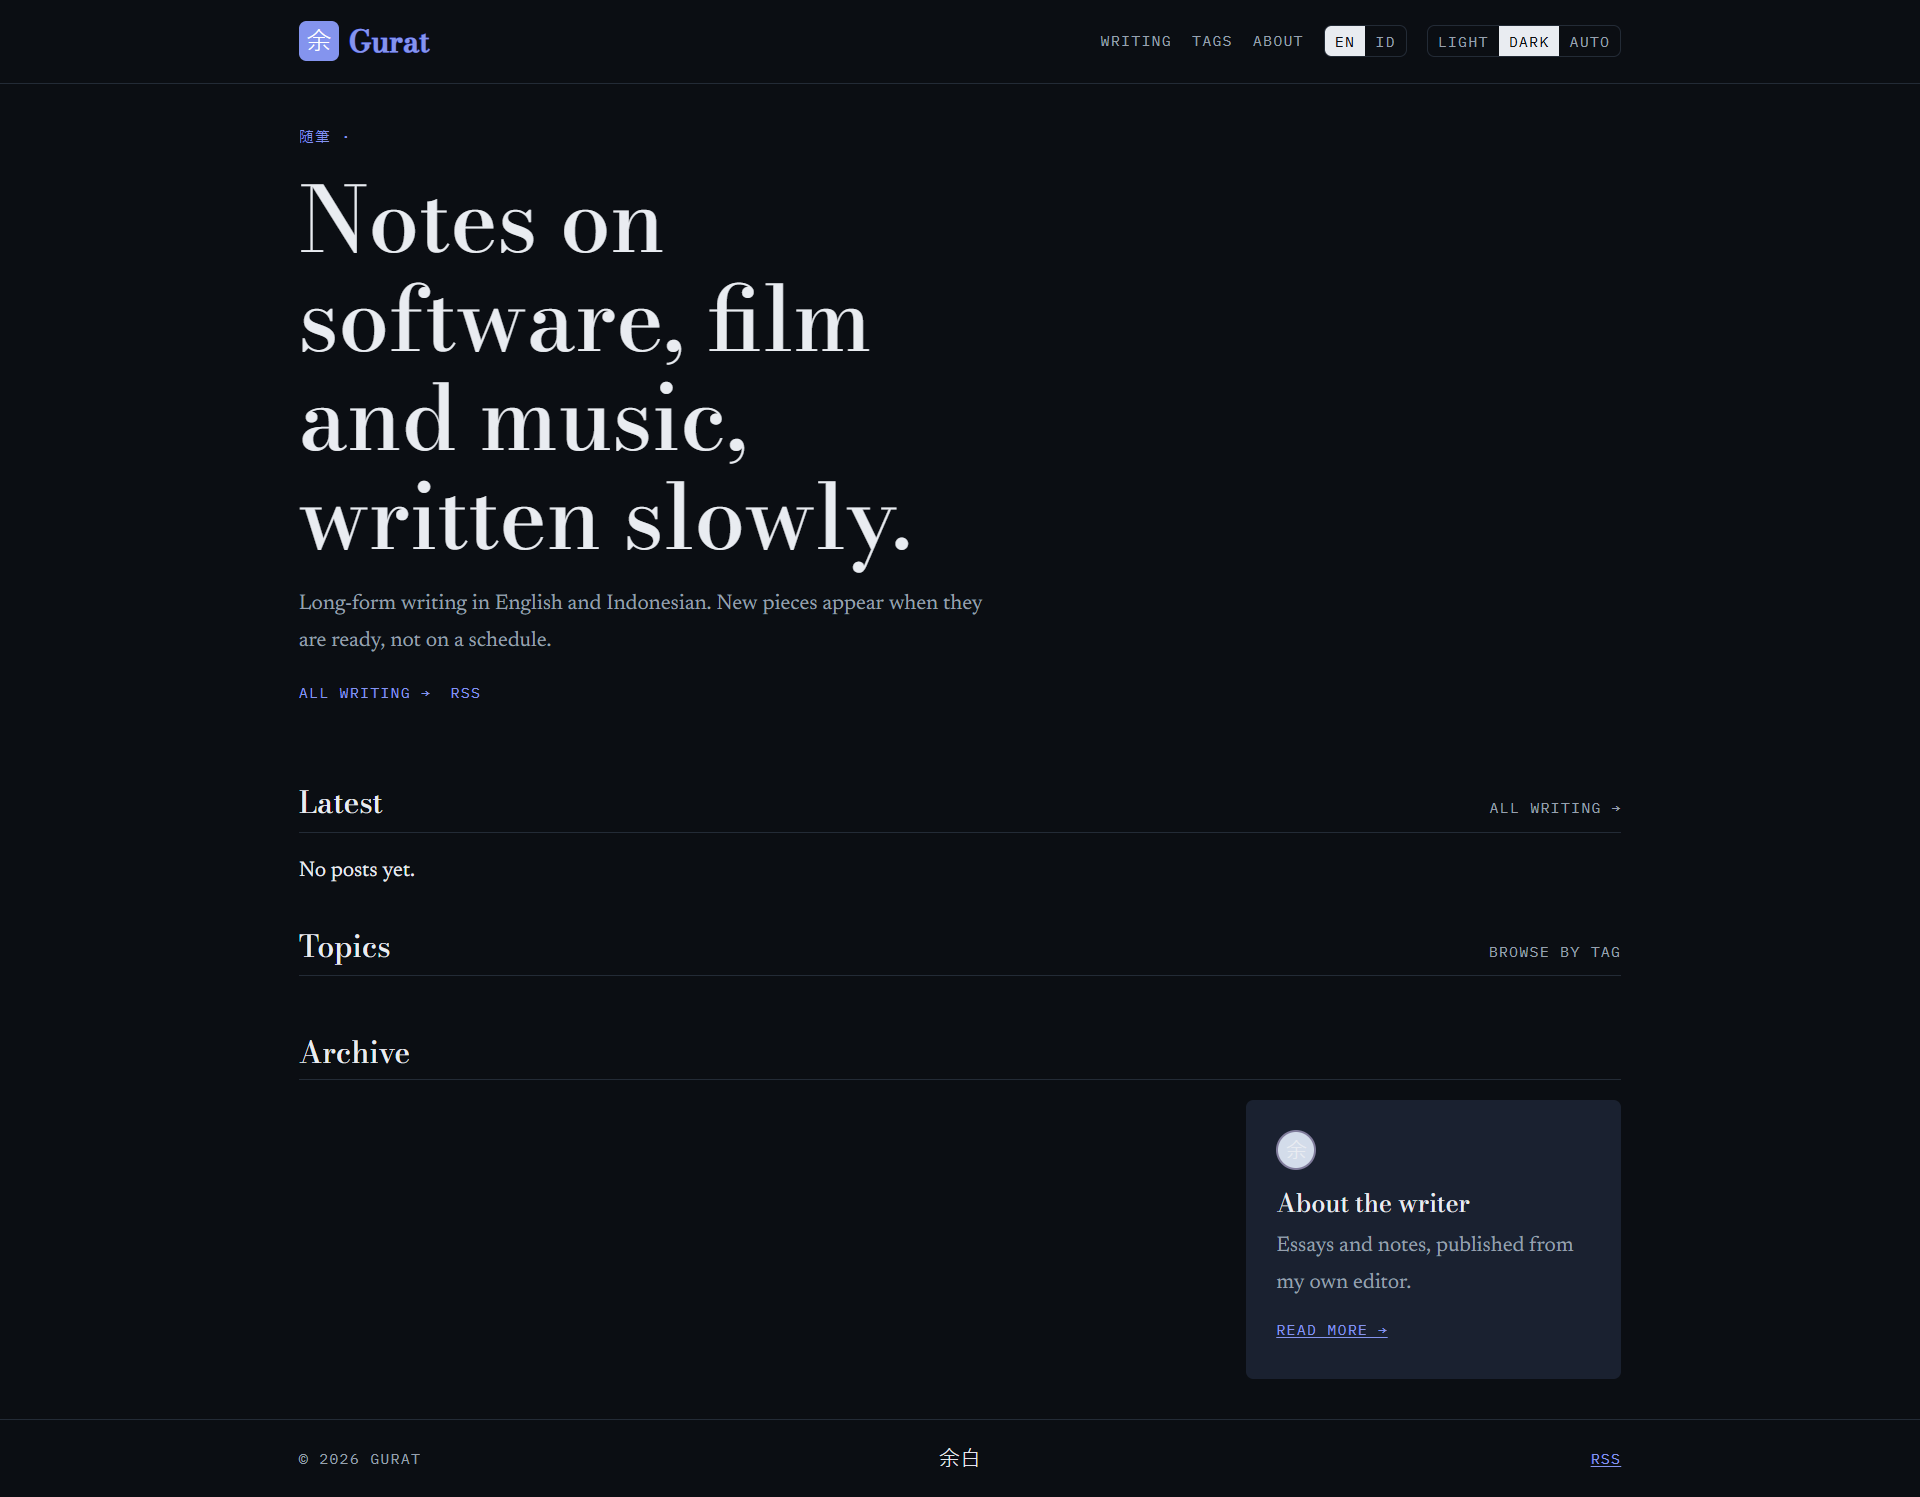 余 Gurat
WRITING TAGS ABOUT EN ID LIGHT DARK AUTO
随筆 ·
Notes on
software, film
and music,
written slowly.
Long-form writing in English and Indonesian. New pieces appear when they
are ready, not on a schedule.
ALL WRITING → RSS
Latest ALL WRITING →
No posts yet.
Topics BROWSE BY TAG
Archive
余
About the writer
Essays and notes, published from
my own editor.
READ MORE →
© 2026 GURAT 余白 RSS